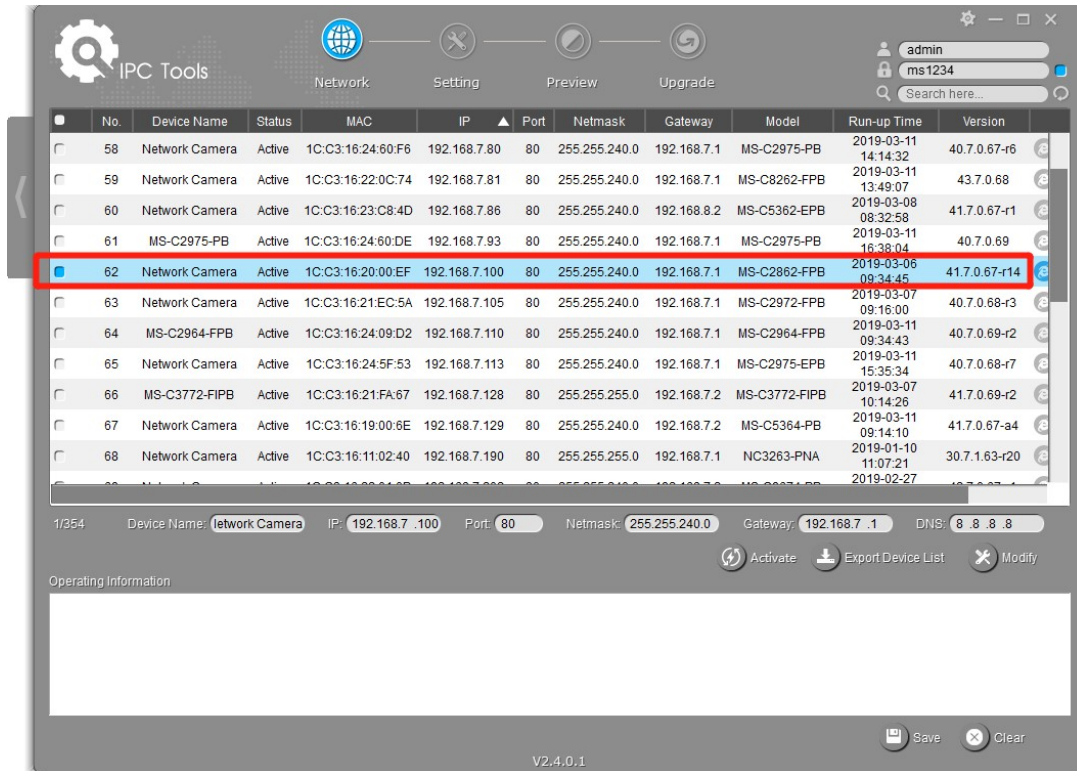 IPC Tools
Network Setting Preview Upgrade
admin
ms1234
Search here...
No. Device Name Status MAC IP Port Netmask Gateway Model Run-up Time Version
58 Network Camera Active 1C:C3:16:24:60:F6 192.168.7.80 80 255.255.240.0 192.168.7.1 MS-C2975-PB 2019-03-11 14:14:32 40.7.0.67-r6
59 Network Camera Active 1C:C3:16:22:0C:74 192.168.7.81 80 255.255.240.0 192.168.7.1 MS-C8262-FPB 2019-03-11 13:49:07 43.7.0.68
60 Network Camera Active 1C:C3:16:23:C8:4D 192.168.7.86 80 255.255.240.0 192.168.8.2 MS-C5362-EPB 2019-03-08 08:32:58 41.7.0.67-r1
61 MS-C2975-PB Active 1C:C3:16:24:60:DE 192.168.7.93 80 255.255.240.0 192.168.7.1 MS-C2975-PB 2019-03-11 16:38:04 40.7.0.69
62 Network Camera Active 1C:C3:16:20:00:EF 192.168.7.100 80 255.255.240.0 192.168.7.1 MS-C2862-FPB 2019-03-06 09:34:45 41.7.0.67-r14
63 Network Camera Active 1C:C3:16:21:EC:5A 192.168.7.105 80 255.255.240.0 192.168.7.1 MS-C2972-FPB 2019-03-07 09:16:00 40.7.0.68-r3
64 MS-C2964-FPB Active 1C:C3:16:24:09:D2 192.168.7.110 80 255.255.240.0 192.168.7.1 MS-C2964-FPB 2019-03-11 09:34:43 40.7.0.69-r2
65 Network Camera Active 1C:C3:16:24:5F:53 192.168.7.113 80 255.255.240.0 192.168.7.1 MS-C2975-EPB 2019-03-11 15:35:34 40.7.0.68-r7
66 MS-C3772-FIPB Active 1C:C3:16:21:FA:67 192.168.7.128 80 255.255.255.0 192.168.7.2 MS-C3772-FIPB 2019-03-07 10:14:26 41.7.0.69-r2
67 Network Camera Active 1C:C3:16:19:00:6E 192.168.7.129 80 255.255.240.0 192.168.7.2 MS-C5364-PB 2019-03-11 09:14:10 41.7.0.67-a4
68 Network Camera Active 1C:C3:16:11:02:40 192.168.7.190 80 255.255.255.0 192.168.7.1 NC3263-PNA 2019-01-10 11:07:21 30.7.1.63-r20
2019-02-27
1/354 Device Name: letwork Camera IP: 192.168.7 .100 Port: 80 Netmask: 255.255.240.0 Gateway: 192.168.7 .1 DNS: 8 .8 .8 .8
Activate Export Device List Modify
Operating Information
Save Clear
V2.4.0.1